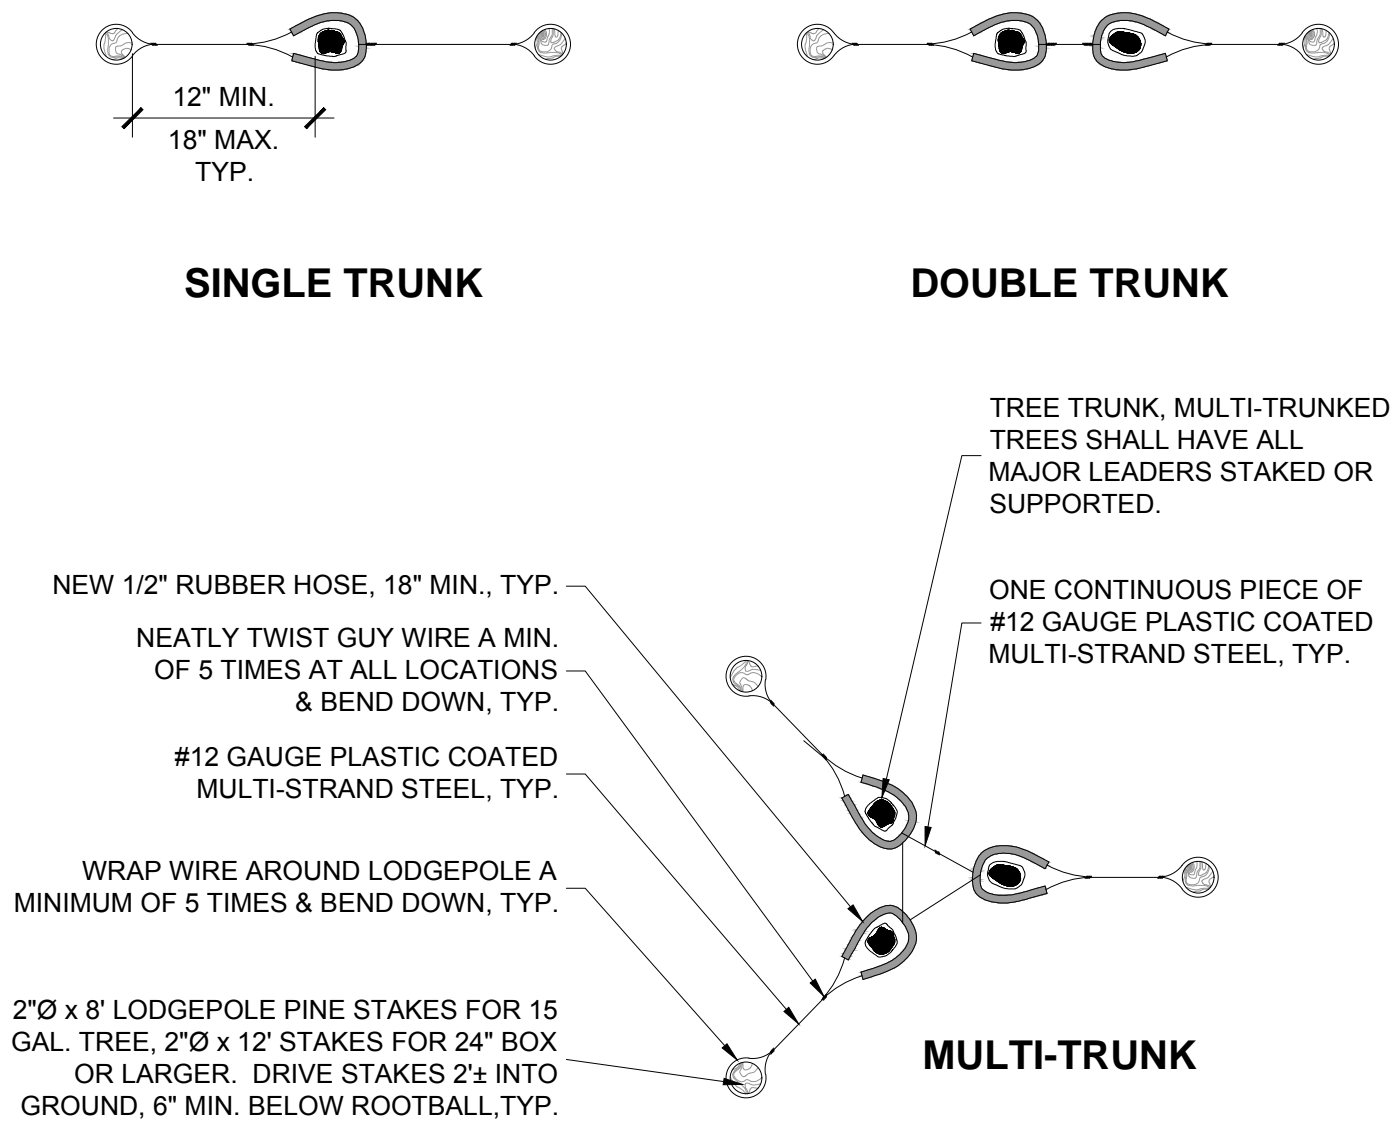 12" MIN.
18" MAX.
TYP.
SINGLE TRUNK
DOUBLE TRUNK
TREE TRUNK, MULTI-TRUNKED
TREES SHALL HAVE ALL
MAJOR LEADERS STAKED OR
SUPPORTED.
ONE CONTINUOUS PIECE OF
#12 GAUGE PLASTIC COATED
MULTI-STRAND STEEL, TYP.
NEW 1/2" RUBBER HOSE, 18" MIN., TYP.
NEATLY TWIST GUY WIRE A MIN.
OF 5 TIMES AT ALL LOCATIONS
& BEND DOWN, TYP.
#12 GAUGE PLASTIC COATED
MULTI-STRAND STEEL, TYP.
WRAP WIRE AROUND LODGEPOLE A
MINIMUM OF 5 TIMES & BEND DOWN, TYP.
2"Ø x 8' LODGEPOLE PINE STAKES FOR 15
GAL. TREE, 2"Ø x 12' STAKES FOR 24" BOX
OR LARGER.  DRIVE STAKES 2'± INTO
GROUND, 6" MIN. BELOW ROOTBALL,TYP.
MULTI-TRUNK